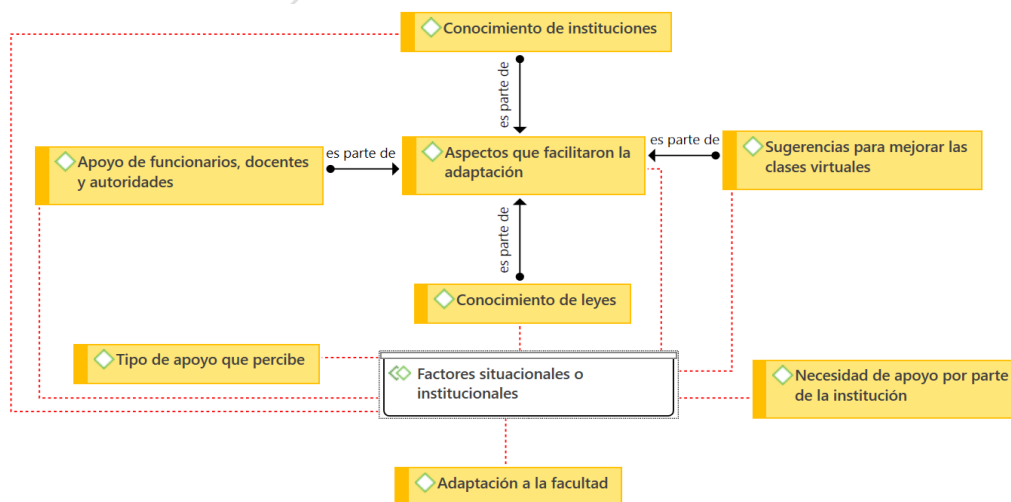 Conocimiento de instituciones
es parte de
Apoyo de funcionarios, docentes
y autoridades
es parte de
Aspectos que facilitaron la
adaptación
es parte de
Sugerencias para mejorar las
clases virtuales
es parte de
Conocimiento de leyes
Tipo de apoyo que percibe
Factores situacionales o
institucionales
Necesidad de apoyo por parte
de la institución
Adaptación a la facultad